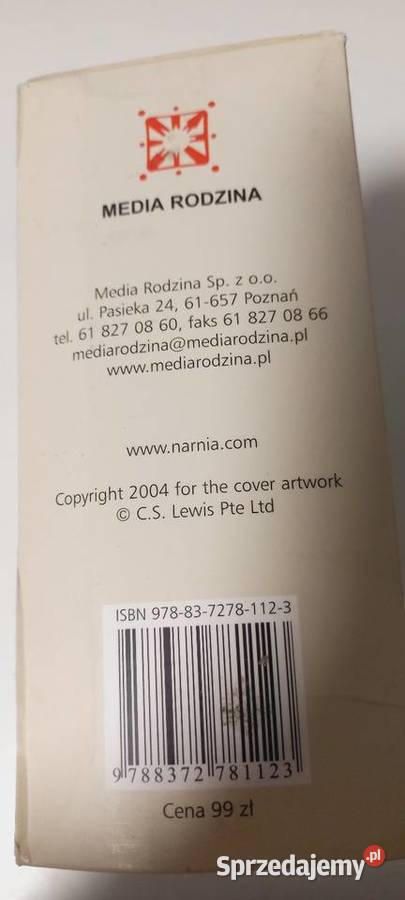 MEDIA RODZINA
Media Rodzina Sp. z o.o.
ul. Pasieka 24, 61-657 Poznań
tel. 61 827 08 60, faks 61 827 08 66
mediarodzina@mediarodzina.pl
www.mediarodzina.pl
www.narnia.com
Copyright 2004 for the cover artwork
© C.S. Lewis Pte Ltd
ISBN 978-83-7278-112-3
9 788372 781123
Cena 99 zł
Sprzedajemy.pl